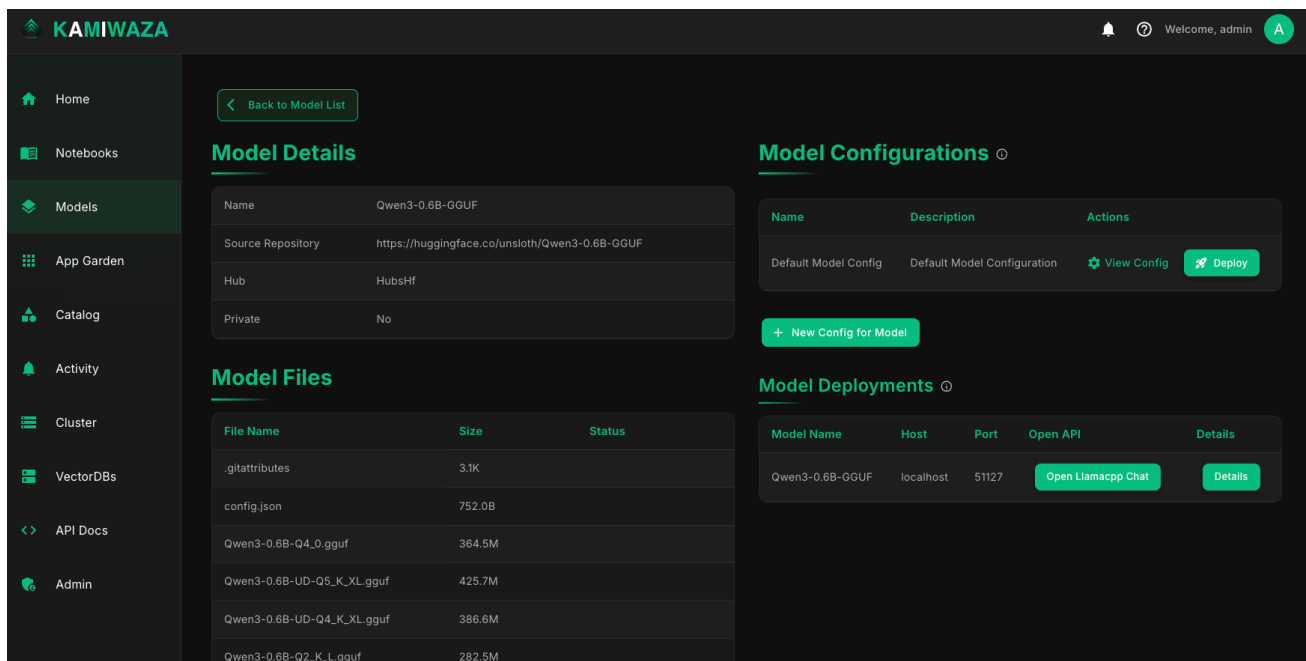 KAMIWAZA
Welcome, admin
A
Home
Notebooks
Models
App Garden
Catalog
Activity
Cluster
VectorDBs
API Docs
Admin
Back to Model List
Model Details
Name Qwen3-0.6B-GGUF
Source Repository https://huggingface.co/unsloth/Qwen3-0.6B-GGUF
Hub HubsHf
Private No
Model Files
File Name Size Status
.gitattributes 3.1K
config.json 752.0B
Qwen3-0.6B-Q4_0.gguf 364.5M
Qwen3-0.6B-UD-Q5_K_XL.gguf 425.7M
Qwen3-0.6B-UD-Q4_K_XL.gguf 386.6M
Qwen3-0.6B-Q2_K_L.gguf 282.5M
Model Configurations
Name Description Actions
Default Model Config Default Model Configuration View Config Deploy
+ New Config for Model
Model Deployments
Model Name Host Port Open API Details
Qwen3-0.6B-GGUF localhost 51127 Open Llamacpp Chat Details